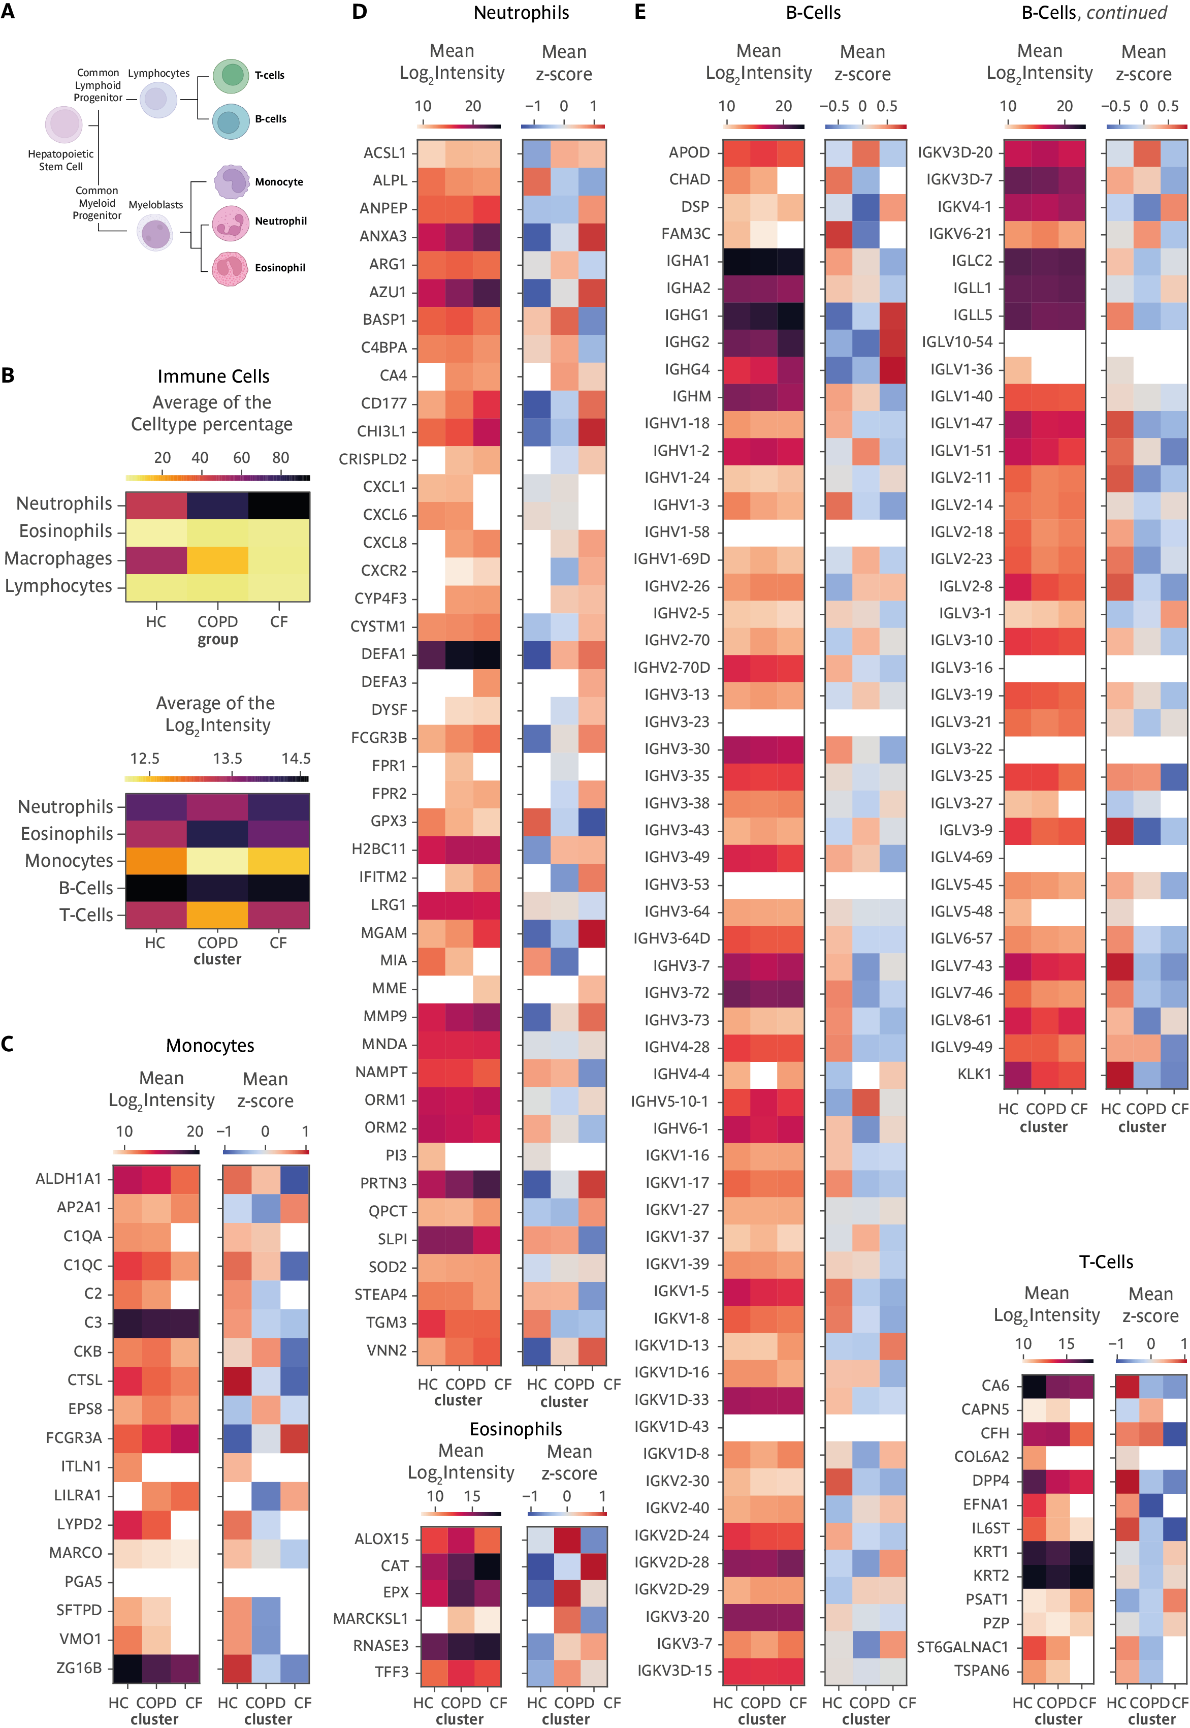 A
Common
Lymphoid
Progenitor
Lymphocytes
T-cells
B-cells
Hepatopoietic
Stem Cell
Common
Myeloid
Progenitor
Myeloblasts
Monocyte
Neutrophil
Eosinophil
B
Immune Cells
Average of the
Celltype percentage
20 40 60 80
Neutrophils
Eosinophils
Macrophages
Lymphocytes
HC COPD CF
group
Average of the
Log2Intensity
12.5 13.5 14.5
Neutrophils
Eosinophils
Monocytes
B-Cells
T-Cells
HC COPD CF
cluster
C
Monocytes
Mean
Log2Intensity
Mean
z-score
10 20 −1 0 1
ALDH1A1
AP2A1
C1QA
C1QC
C2
C3
CKB
CTSL
EPS8
FCGR3A
ITLN1
LILRA1
LYPD2
MARCO
PGA5
SFTPD
VMO1
ZG16B
HC COPD CF HC COPD CF
cluster cluster
D
Neutrophils
Mean
Log2Intensity
Mean
z-score
10 20 −1 0 1
ACSL1
ALPL
ANPEP
ANXA3
ARG1
AZU1
BASP1
C4BPA
CA4
CD177
CHI3L1
CRISPLD2
CXCL1
CXCL6
CXCL8
CXCR2
CYP4F3
CYSTM1
DEFA1
DEFA3
DYSF
FCGR3B
FPR1
FPR2
GPX3
H2BC11
IFITM2
LRG1
MGAM
MIA
MME
MMP9
MNDA
NAMPT
ORM1
ORM2
PI3
PRTN3
QPCT
SLPI
SOD2
STEAP4
TGM3
VNN2
HC COPD CF HC COPD CF
cluster cluster
Eosinophils
Mean
Log2Intensity
Mean
z-score
10 15 −1 0 1
ALOX15
CAT
EPX
MARCKSL1
RNASE3
TFF3
HC COPD CF HC COPD CF
cluster cluster
E
B-Cells
Mean
Log2Intensity
Mean
z-score
10 20 −0.5 0 0.5
APOD
CHAD
DSP
FAM3C
IGHA1
IGHA2
IGHG1
IGHG2
IGHG4
IGHM
IGHV1-18
IGHV1-2
IGHV1-24
IGHV1-3
IGHV1-58
IGHV1-69D
IGHV2-26
IGHV2-5
IGHV2-70
IGHV2-70D
IGHV3-13
IGHV3-23
IGHV3-30
IGHV3-35
IGHV3-38
IGHV3-43
IGHV3-49
IGHV3-53
IGHV3-64
IGHV3-64D
IGHV3-7
IGHV3-72
IGHV3-73
IGHV4-28
IGHV4-4
IGHV5-10-1
IGHV6-1
IGKV1-16
IGKV1-17
IGKV1-27
IGKV1-37
IGKV1-39
IGKV1-5
IGKV1-8
IGKV1D-13
IGKV1D-16
IGKV1D-33
IGKV1D-43
IGKV1D-8
IGKV2-30
IGKV2-40
IGKV2D-24
IGKV2D-28
IGKV2D-29
IGKV3-20
IGKV3-7
IGKV3D-15
HC COPD CF HC COPD CF
cluster cluster
B-Cells, continued
Mean
Log2Intensity
Mean
z-score
10 20 −0.5 0 0.5
IGKV3D-20
IGKV3D-7
IGKV4-1
IGKV6-21
IGLC2
IGLL1
IGLL5
IGLV10-54
IGLV1-36
IGLV1-40
IGLV1-47
IGLV1-51
IGLV2-11
IGLV2-14
IGLV2-18
IGLV2-23
IGLV2-8
IGLV3-1
IGLV3-10
IGLV3-16
IGLV3-19
IGLV3-21
IGLV3-22
IGLV3-25
IGLV3-27
IGLV3-9
IGLV4-69
IGLV5-45
IGLV5-48
IGLV6-57
IGLV7-43
IGLV7-46
IGLV8-61
IGLV9-49
KLK1
HC COPD CF HC COPD CF
cluster cluster
T-Cells
Mean
Log2Intensity
Mean
z-score
10 15 −1 0 1
CA6
CAPN5
CFH
COL6A2
DPP4
EFNA1
IL6ST
KRT1
KRT2
PSAT1
PZP
ST6GALNAC1
TSPAN6
HC COPD CF HC COPD CF
cluster cluster